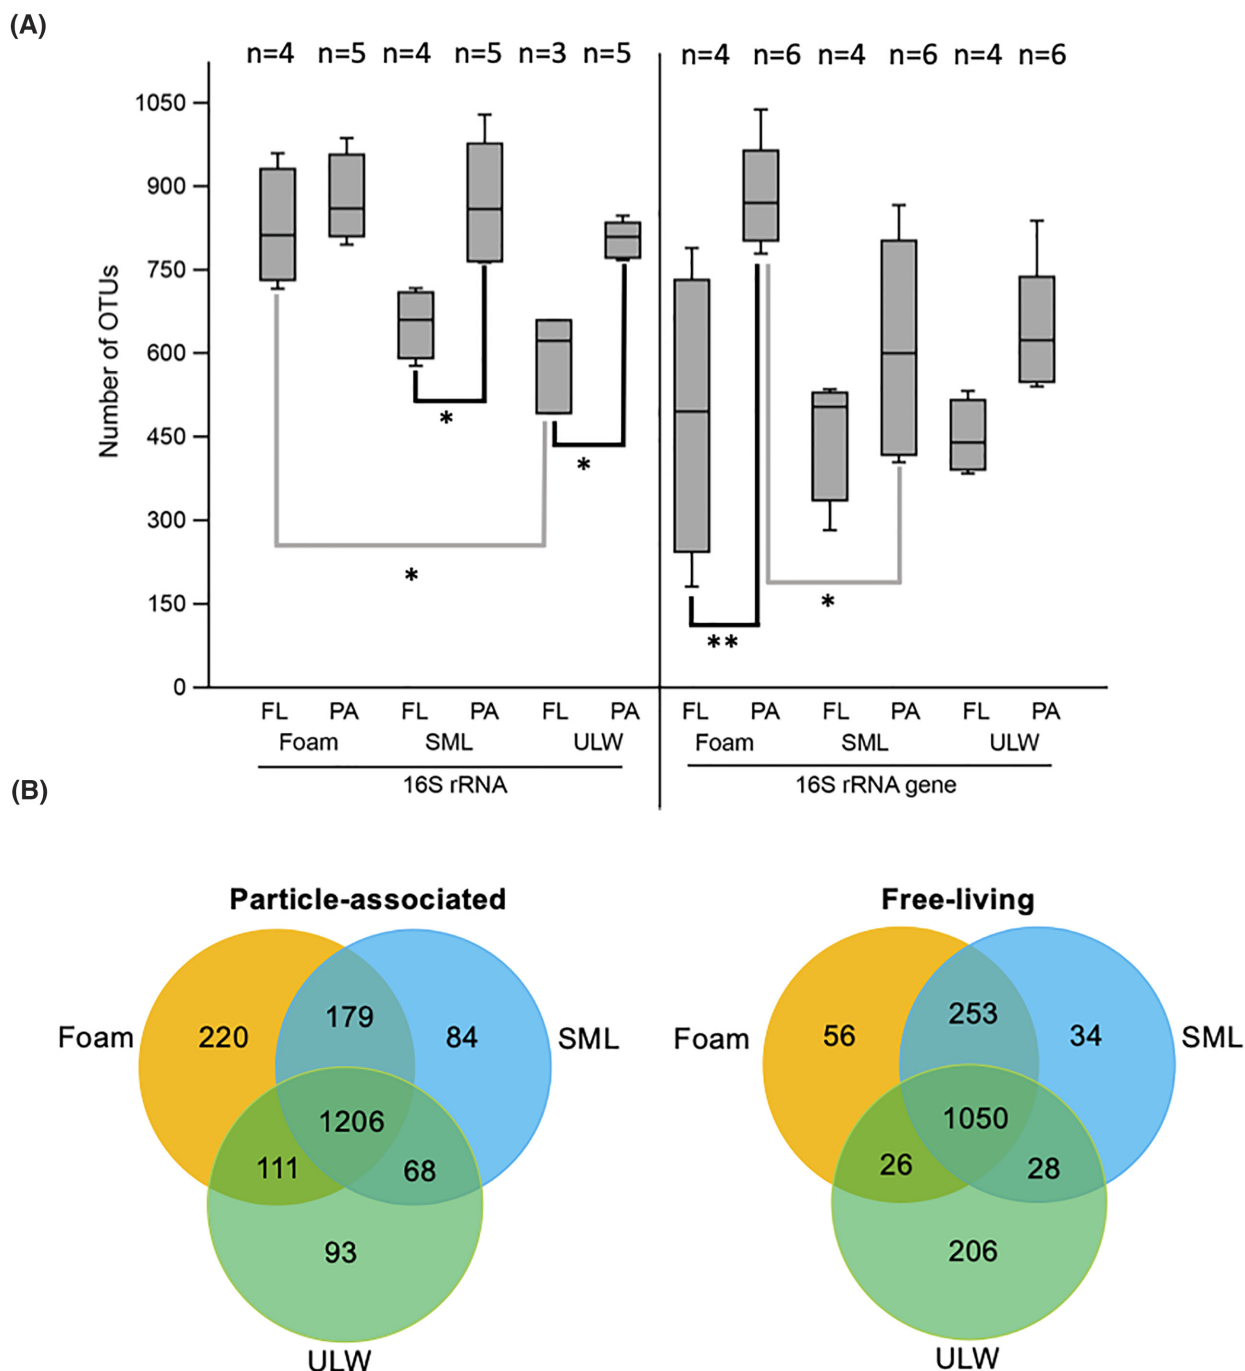 (A)
n=4 n=5 n=4 n=5 n=3 n=5 n=4 n=6 n=4 n=6 n=4 n=6
1050
900
750
600
450
300
150
0
Number of OTUs
*
*
*
*
**
FL PA FL PA FL PA FL PA FL PA FL PA
Foam SML ULW Foam SML ULW
16S rRNA 16S rRNA gene
(B)
Particle-associated
Foam
SML
220
179
84
1206
111
68
93
ULW
Free-living
Foam
SML
56
253
34
1050
26
28
206
ULW